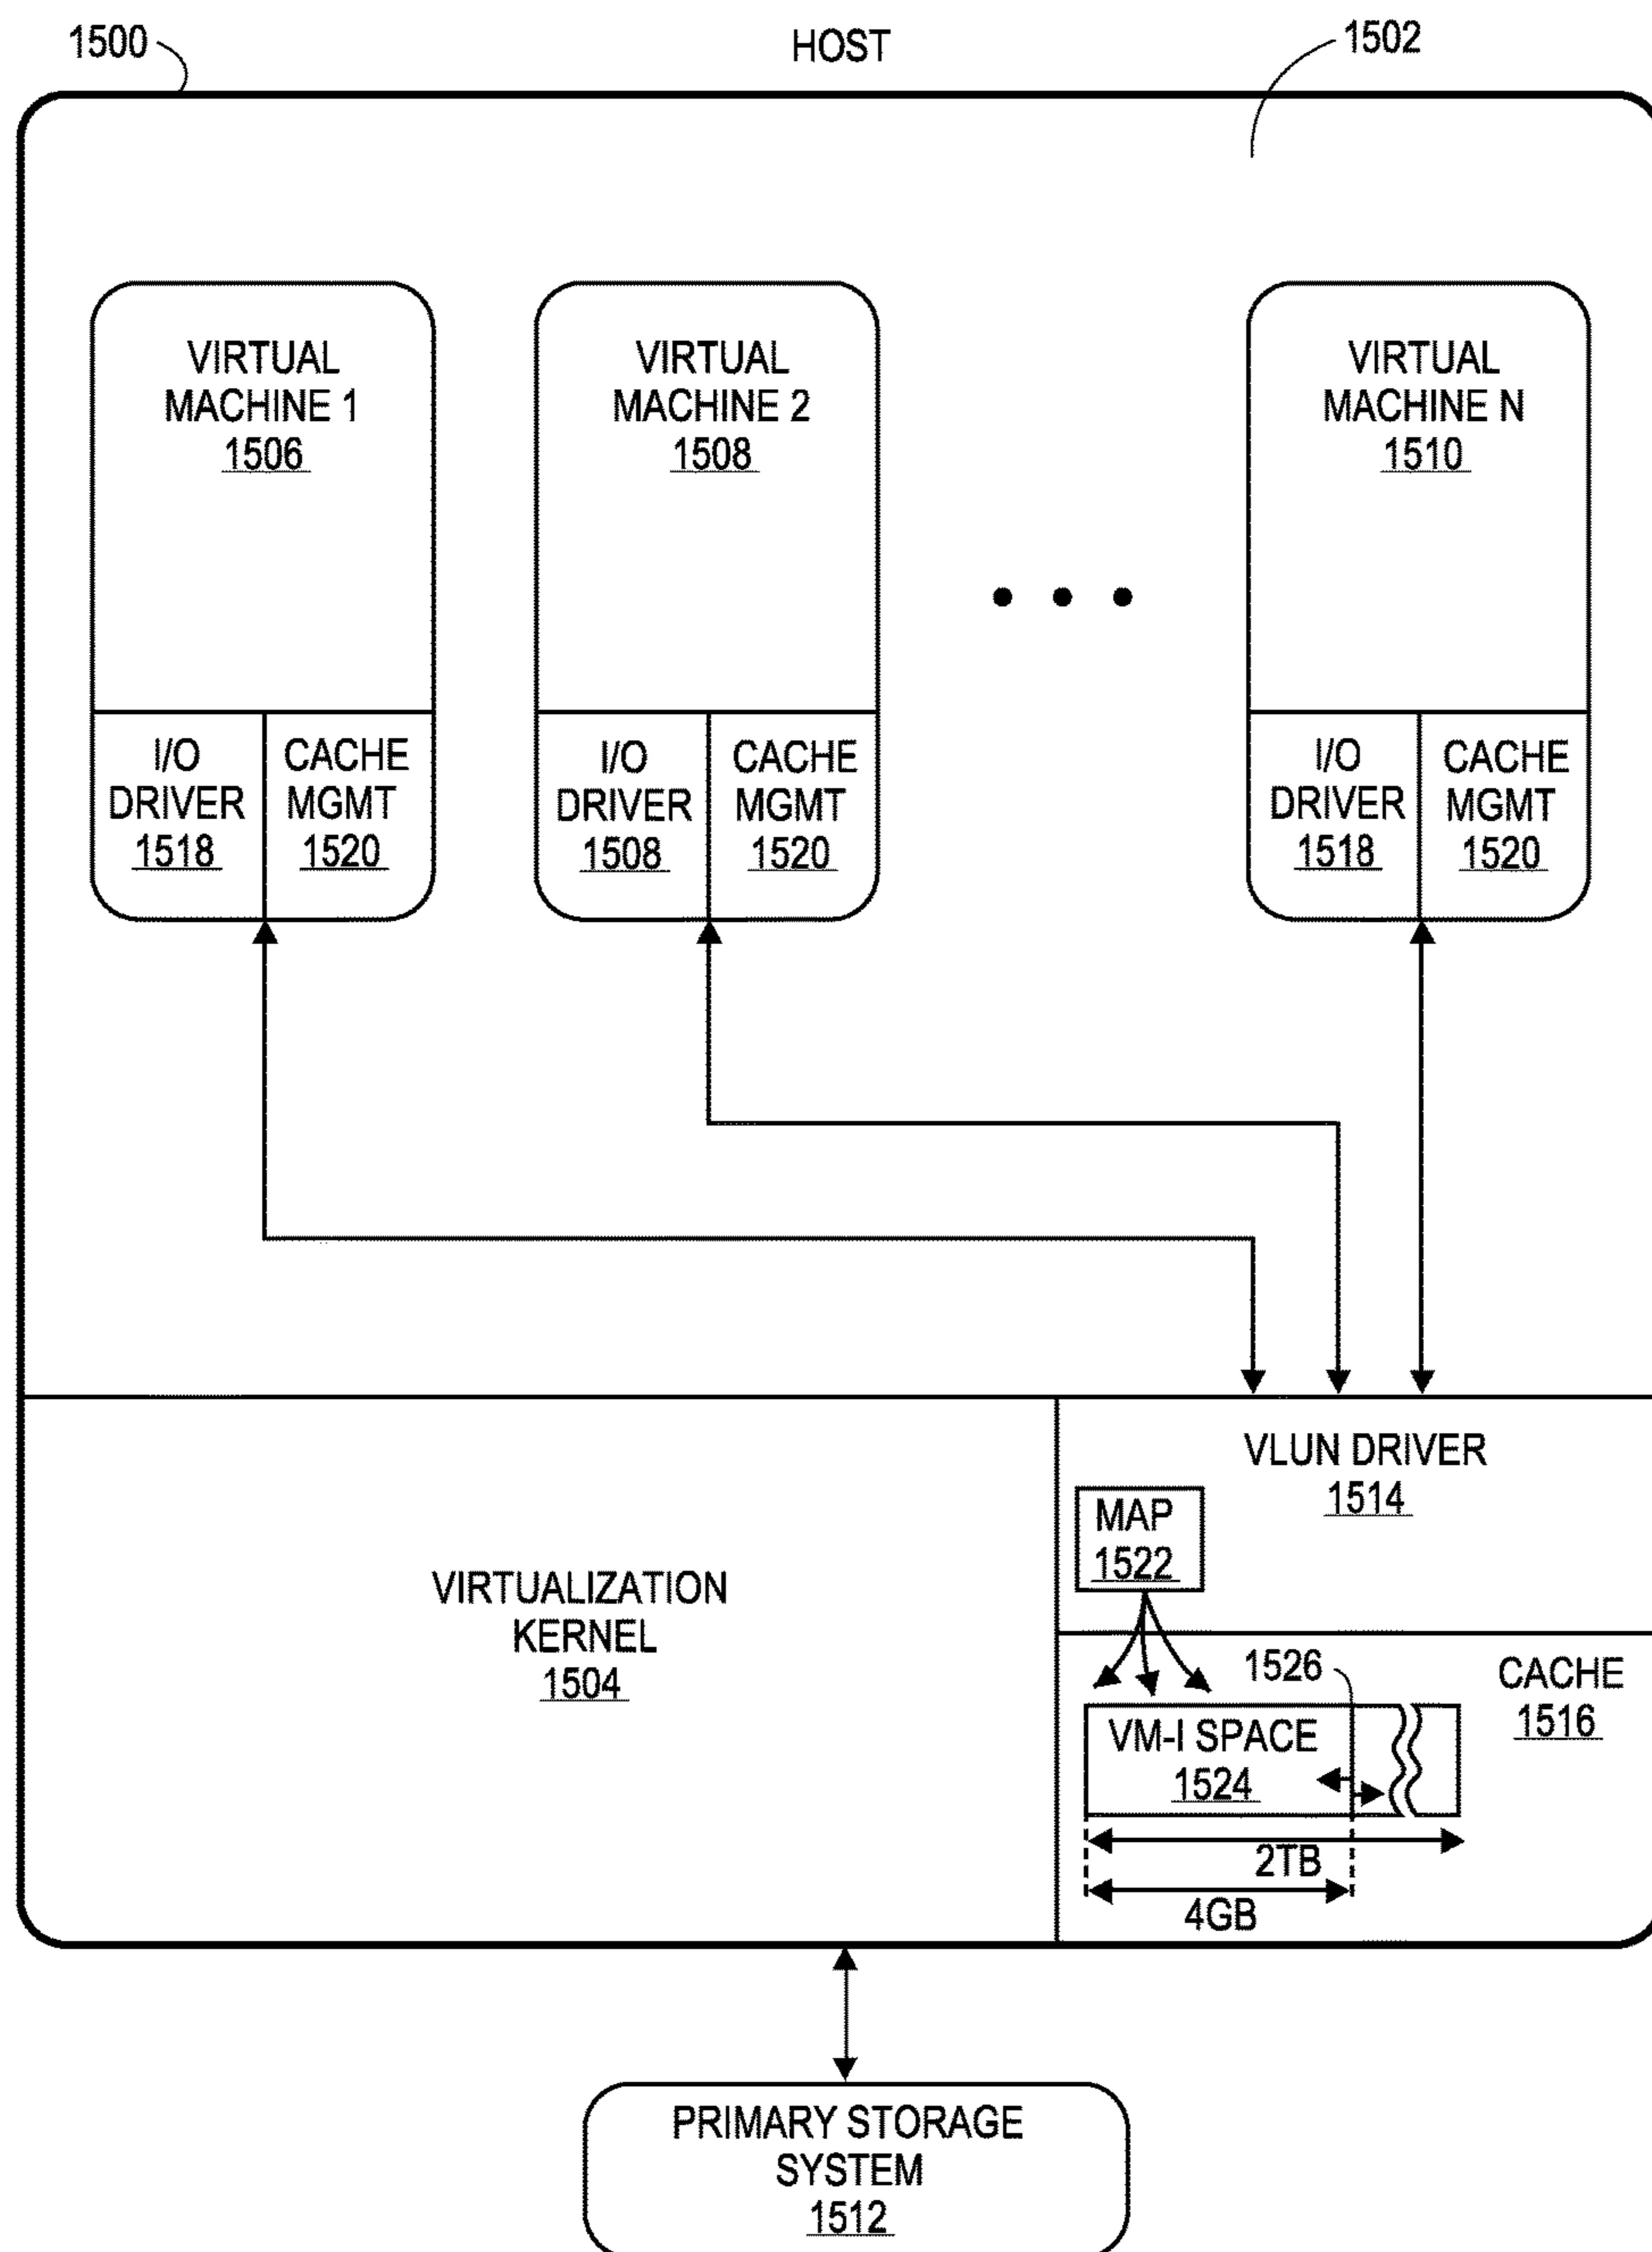 1500
HOST
1502
VIRTUAL
MACHINE 1
1506
VIRTUAL
MACHINE 2
1508
VIRTUAL
MACHINE N
1510
I/O
DRIVER
1518
CACHE
MGMT
1520
I/O
DRIVER
1508
CACHE
MGMT
1520
I/O
DRIVER
1518
CACHE
MGMT
1520
VLUN DRIVER
1514
MAP
1522
VIRTUALIZATION
KERNEL
1504
1526
CACHE
1516
VM-I SPACE
1524
2TB
4GB
PRIMARY STORAGE
SYSTEM
1512